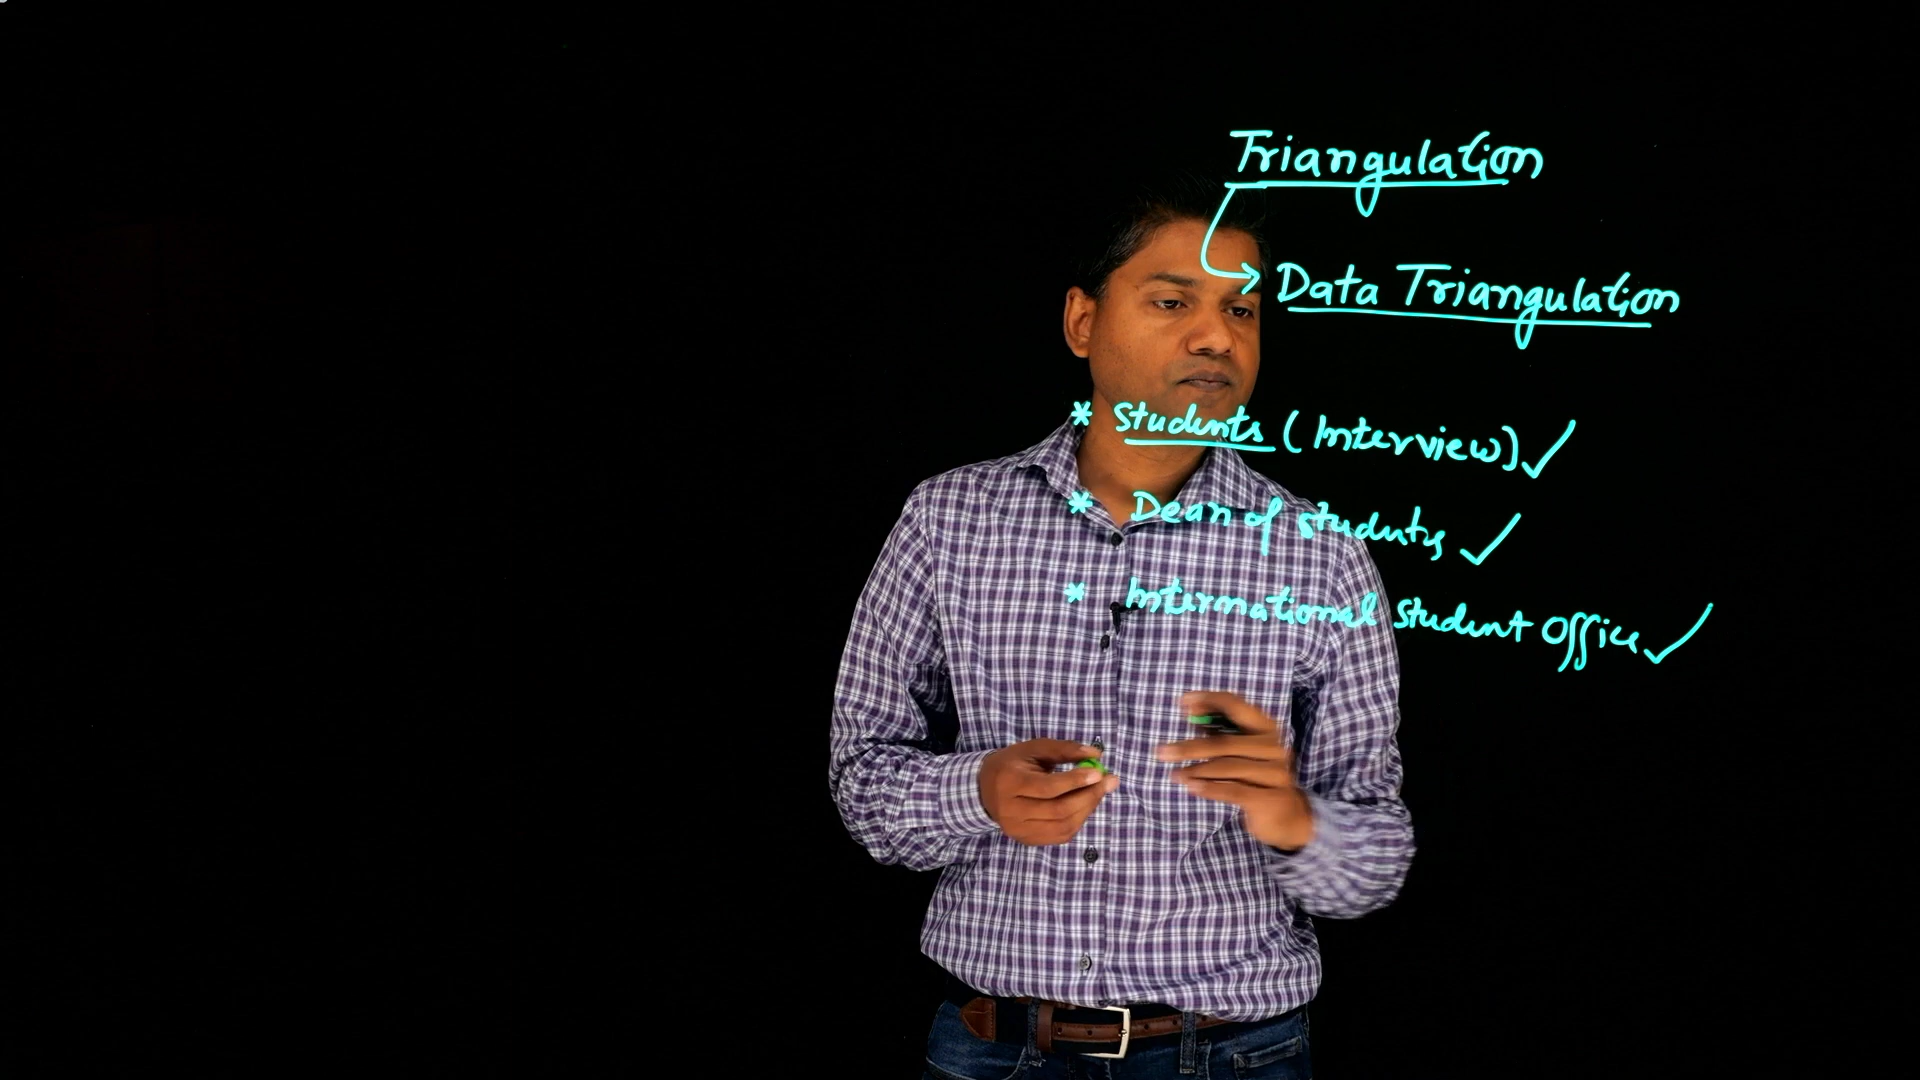 Triangulation
Data Triangulation
* Students (Interview) ✓
* Dean of students ✓
* International Student Office ✓